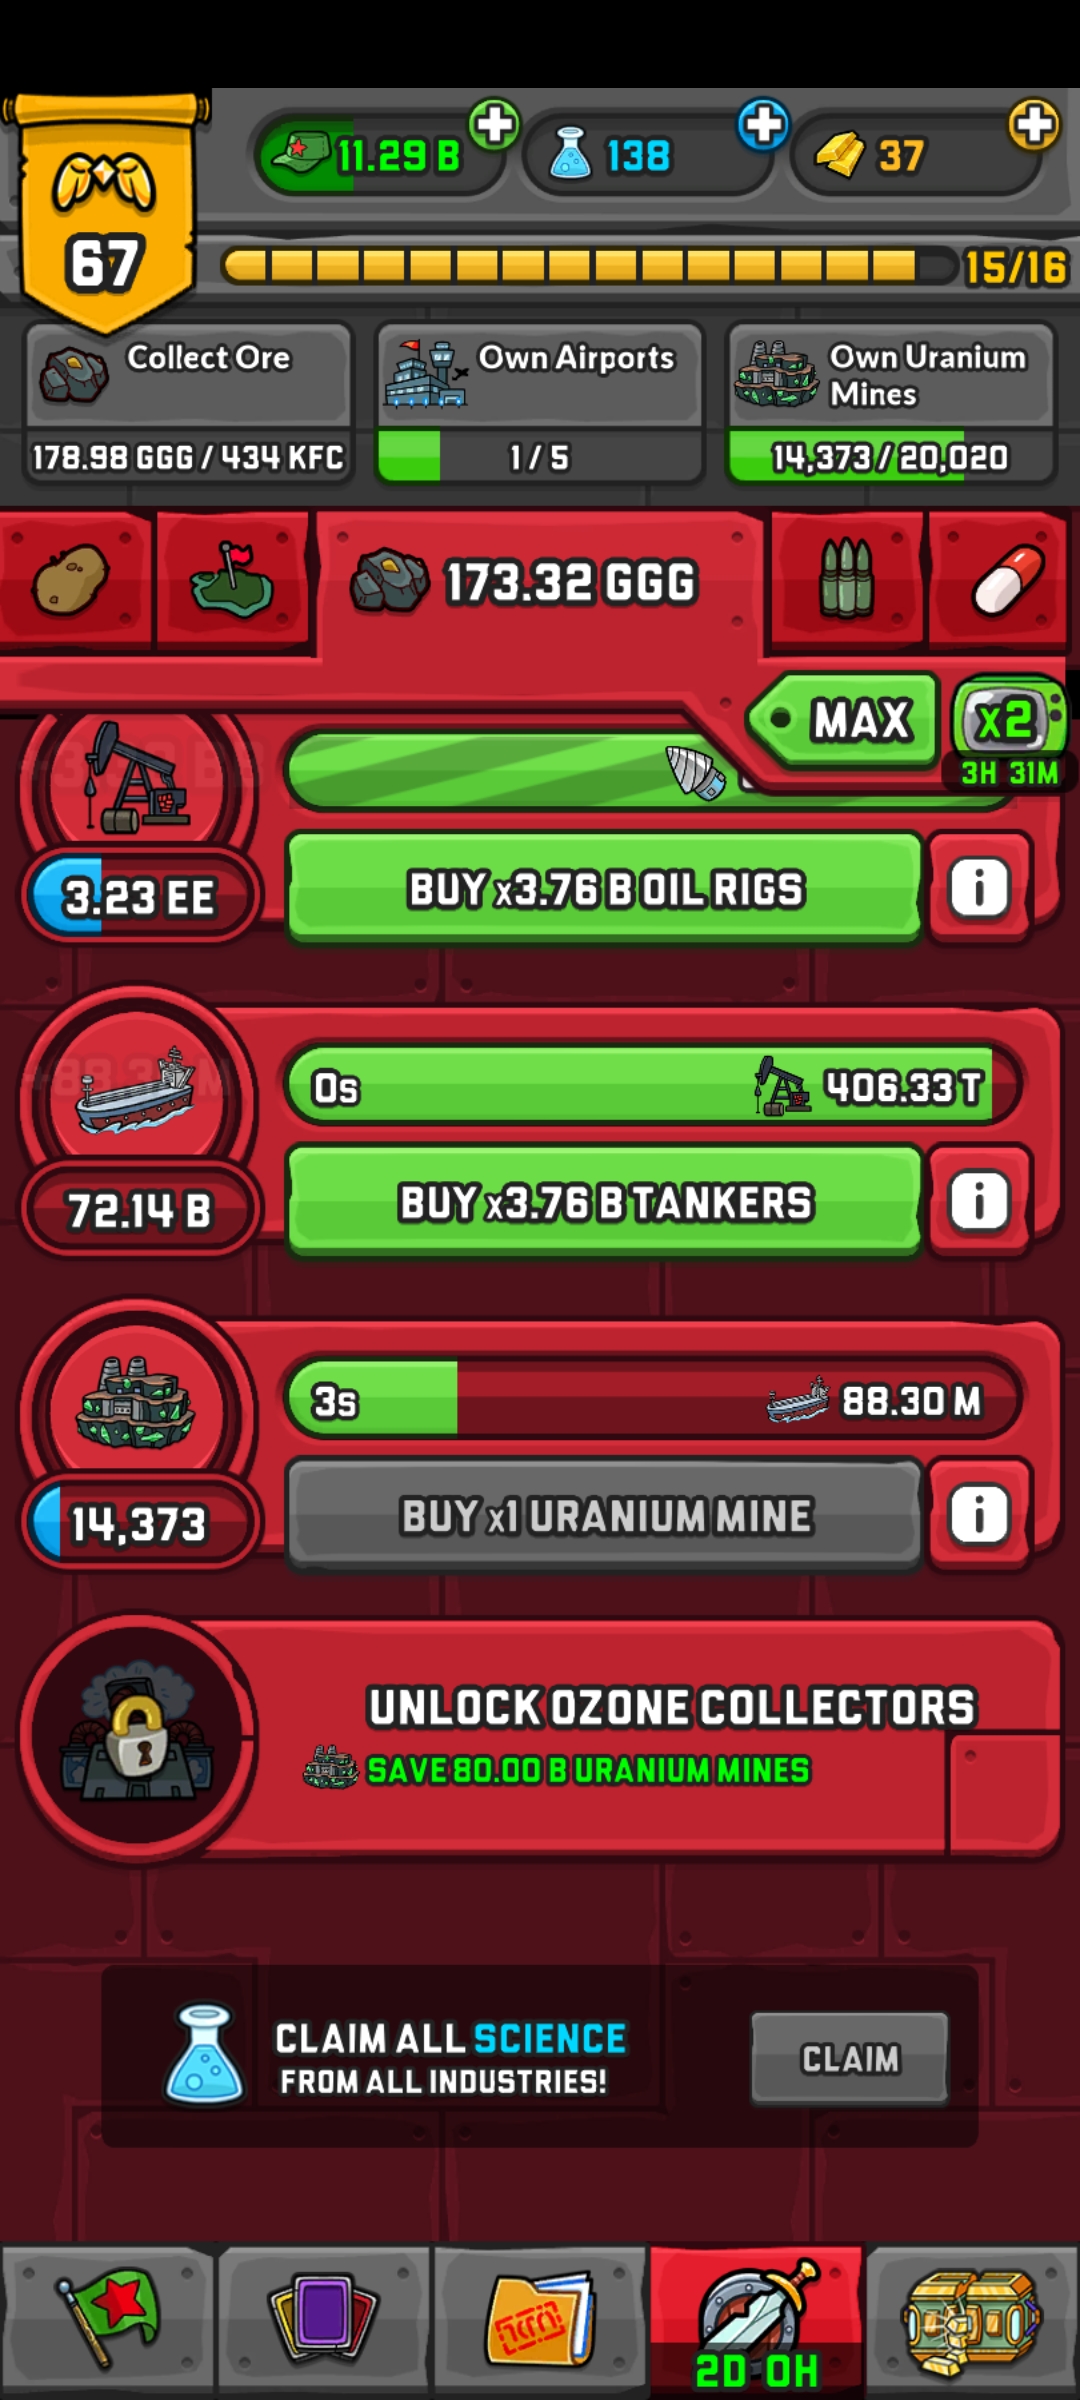 11.29 B
138
37
67
15/16
Collect Ore
178.98 GGG / 434 KFC
Own Airports
1 / 5
Own Uranium
Mines
14,373 / 20,020
173.32 GGG
MAX
x2
3H 31M
3.23 EE
BUY x3.76 B OIL RIGS
i
0s
406.33 T
72.14 B
BUY x3.76 B TANKERS
i
3s
88.30 M
14,373
BUY x1 URANIUM MINE
i
UNLOCK OZONE COLLECTORS
SAVE 80.00 B URANIUM MINES
CLAIM ALL SCIENCE
FROM ALL INDUSTRIES!
CLAIM
2D 0H